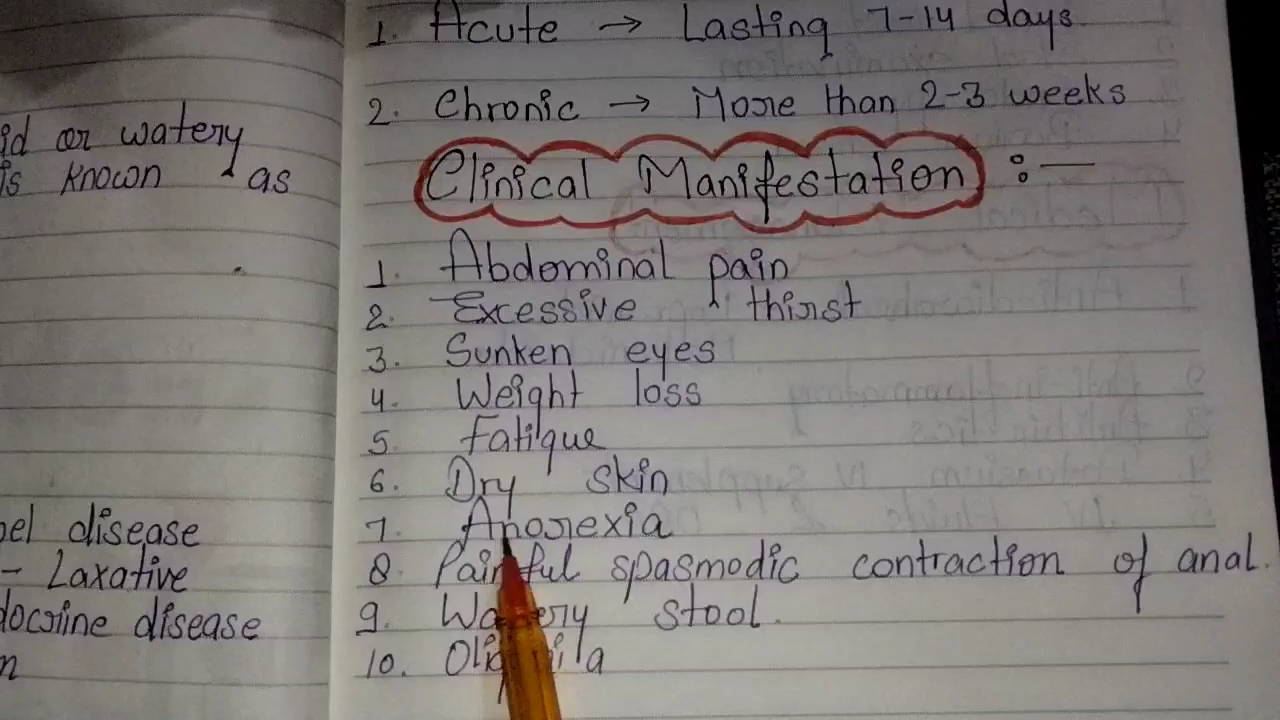 id or watery
is known as
el disease
- Laxative
docrine disease
n
1. Acute → Lasting 7-14 days.
2. Chronic → More than 2-3 weeks
Clinical Manifestation :-
1. Abdominal pain
2. Excessive thirst
3. Sunken eyes
4. Weight loss
5. Fatique
6. Dry skin
7. Anorexia
8. Painful spasmodic contraction of anal.
9. Watery stool.
10.